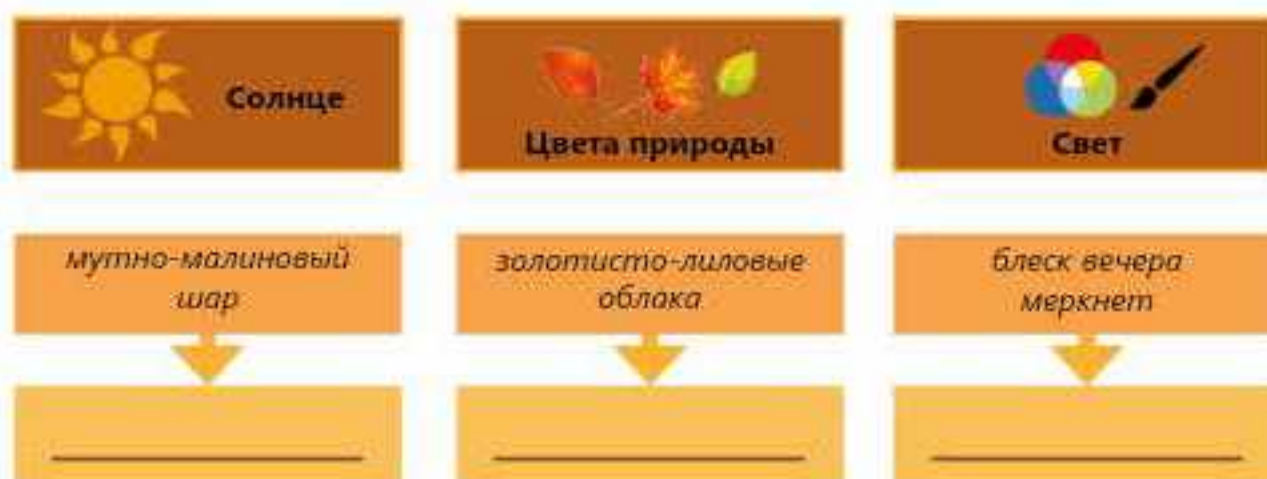 Солнце
Цвета природы
Свет
мутно-малиновый
шар
золотисто-лиловые
облака
блеск вечера
меркнет